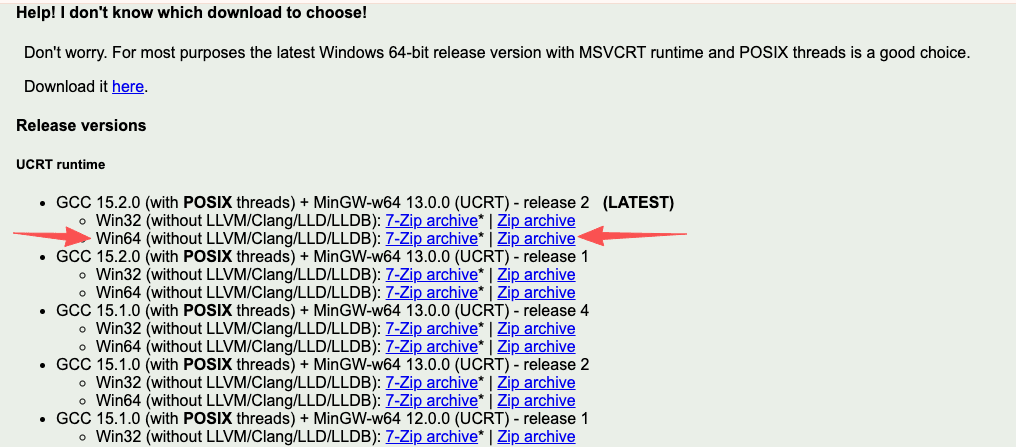 Help! I don't know which download to choose!
Don't worry. For most purposes the latest Windows 64-bit release version with MSVCRT runtime and POSIX threads is a good choice.
Download it here.
Release versions
UCRT runtime
• GCC 15.2.0 (with POSIX threads) + MinGW-w64 13.0.0 (UCRT) - release 2 (LATEST)
◦ Win32 (without LLVM/Clang/LLD/LLDB): 7-Zip archive* | Zip archive
◦ Win64 (without LLVM/Clang/LLD/LLDB): 7-Zip archive* | Zip archive
• GCC 15.2.0 (with POSIX threads) + MinGW-w64 13.0.0 (UCRT) - release 1
◦ Win32 (without LLVM/Clang/LLD/LLDB): 7-Zip archive* | Zip archive
◦ Win64 (without LLVM/Clang/LLD/LLDB): 7-Zip archive* | Zip archive
• GCC 15.1.0 (with POSIX threads) + MinGW-w64 13.0.0 (UCRT) - release 4
◦ Win32 (without LLVM/Clang/LLD/LLDB): 7-Zip archive* | Zip archive
◦ Win64 (without LLVM/Clang/LLD/LLDB): 7-Zip archive* | Zip archive
• GCC 15.1.0 (with POSIX threads) + MinGW-w64 13.0.0 (UCRT) - release 2
◦ Win32 (without LLVM/Clang/LLD/LLDB): 7-Zip archive* | Zip archive
◦ Win64 (without LLVM/Clang/LLD/LLDB): 7-Zip archive* | Zip archive
• GCC 15.1.0 (with POSIX threads) + MinGW-w64 12.0.0 (UCRT) - release 1
◦ Win32 (without LLVM/Clang/LLD/LLDB): 7-Zip archive* | Zip archive